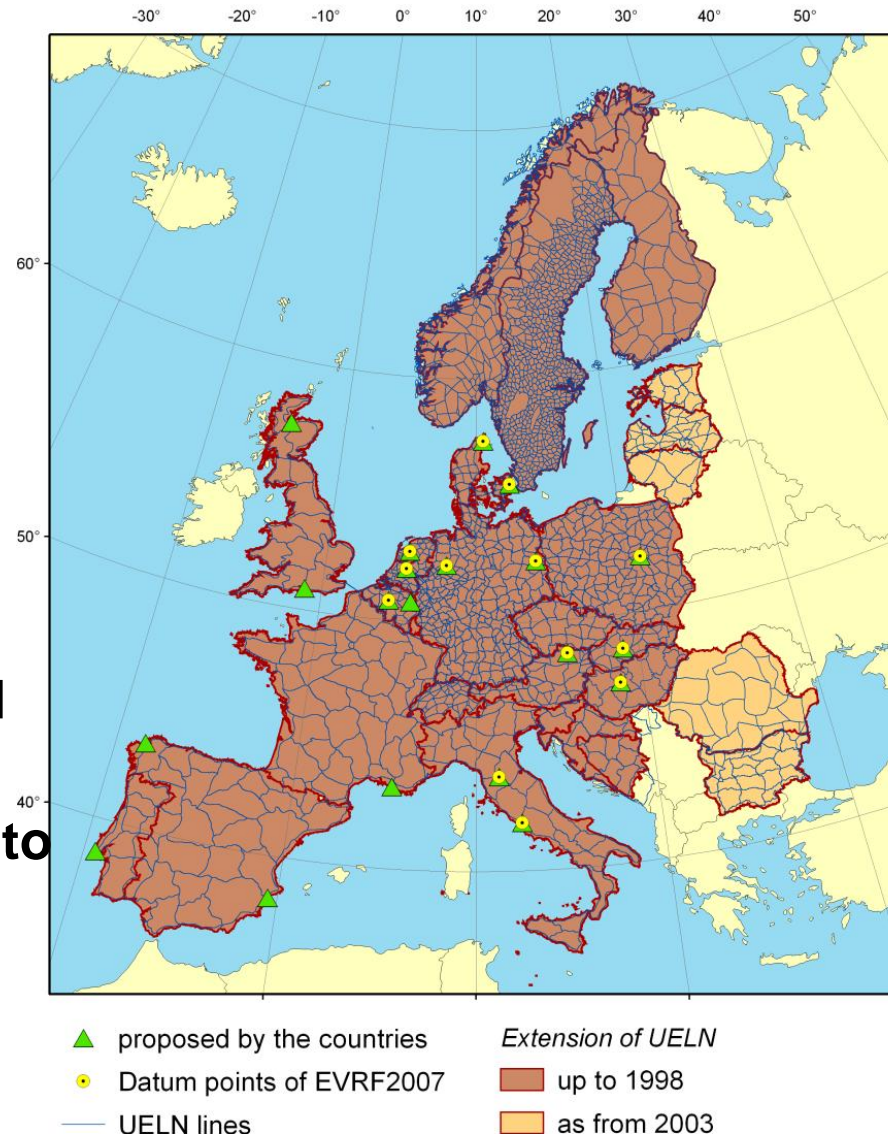 -30° -20° -10° 0° 10° 20° 30° 40° 50°
60°
50°
40°
to
proposed by the countries
Datum points of EVRF2007
UELN lines
Extension of UELN
up to 1998
as from 2003